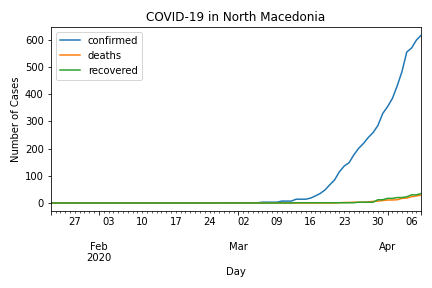 COVID-19 in North Macedonia
confirmed
deaths
recovered
Number of Cases
600
500
400
300
200
100
0
27 03 10 17 24 02 09 16 23 30 06
Feb Mar Apr
2020
Day